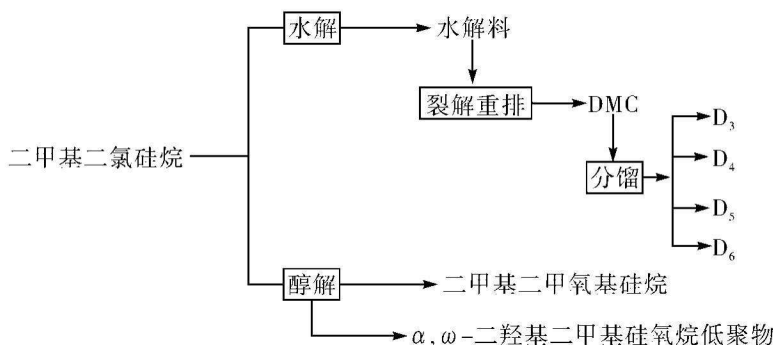 水解
水解料
裂解重排
DMC
D₃
D₄
二甲基二氯硅烷
分馏
D₅
D₆
醇解
二甲基二甲氧基硅烷
α,ω-二羟基二甲基硅氧烷低聚物